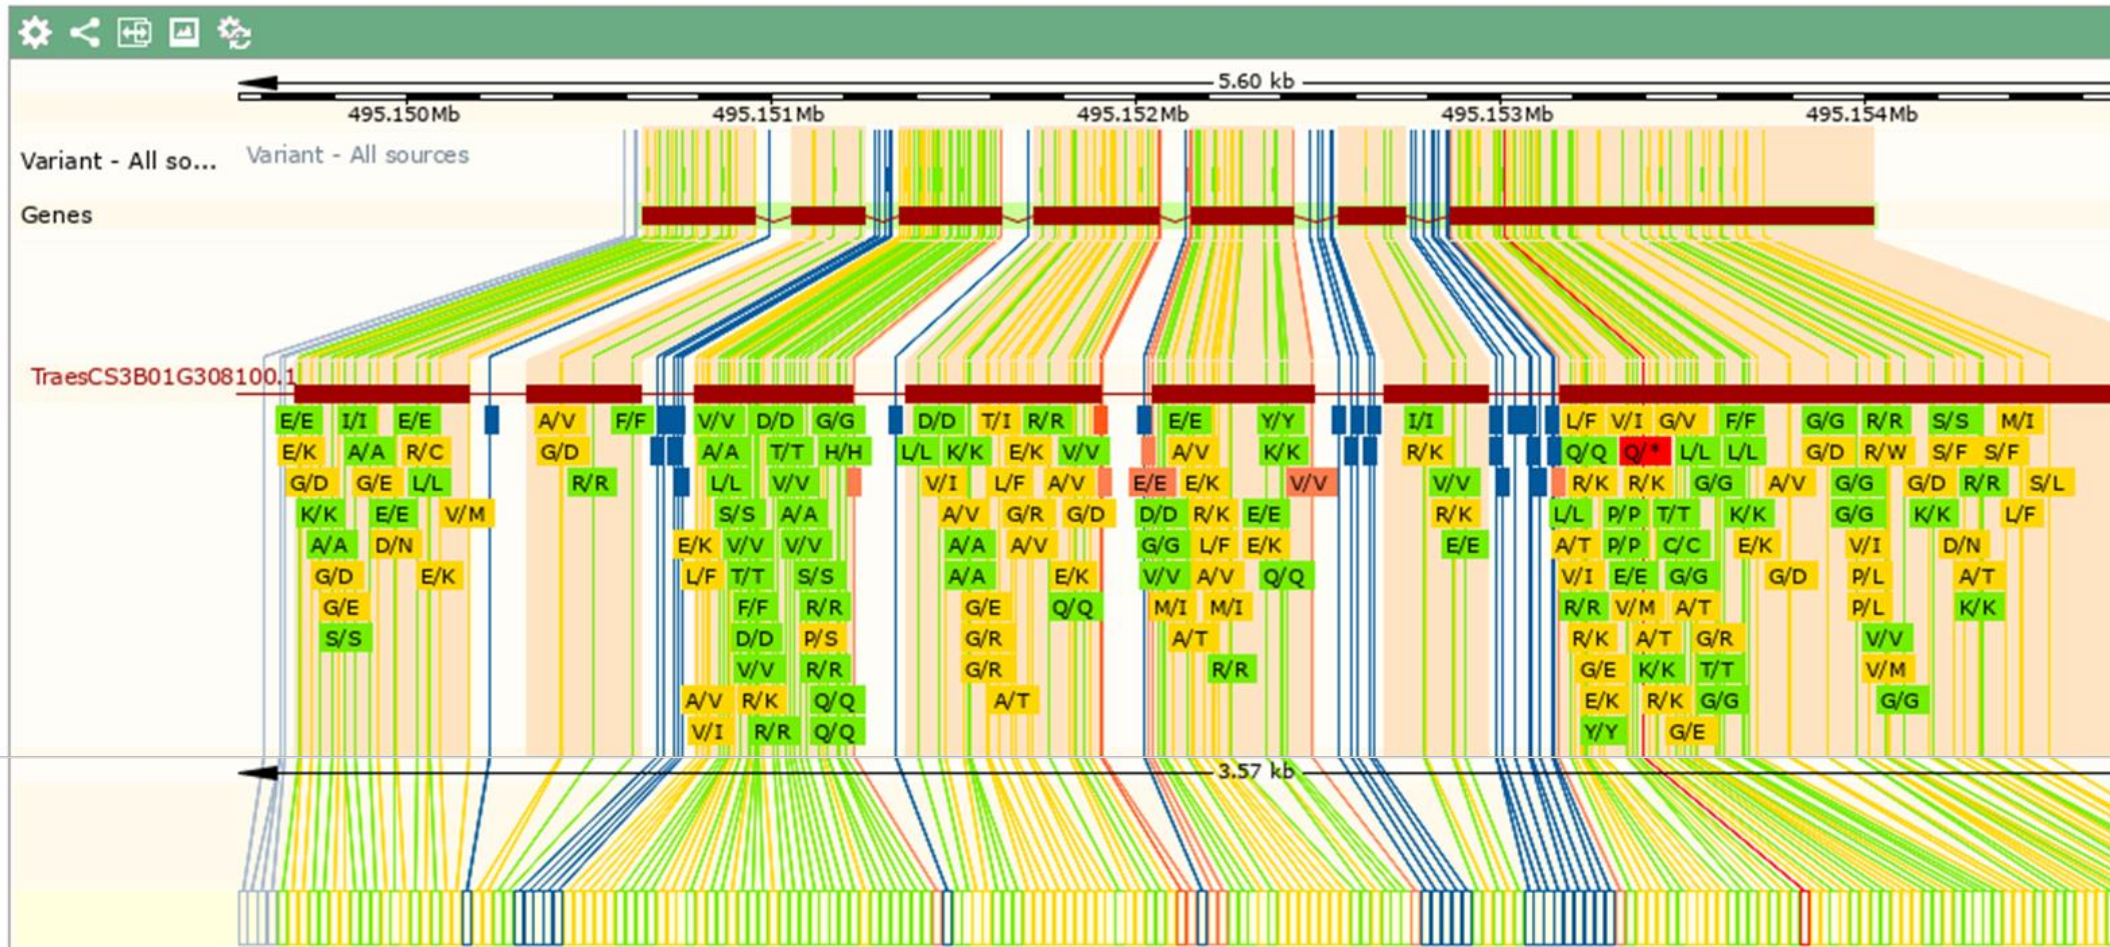 5.60 kb
495.150Mb 495.151Mb 495.152Mb 495.153Mb 495.154Mb
Variant - All so... Variant - All sources
Genes
TraesCS3B01G308100.1
E/E I/I E/E A/V F/F V/V D/D G/G D/D T/I R/R E/E Y/Y I/I L/F V/I G/V F/F G/G R/R S/S M/I
E/K A/A R/C G/D A/A T/T H/H L/L K/K E/K V/V A/V K/K R/K Q/Q Q/* L/L L/L G/D R/W S/F S/F
G/D G/E L/L R/R L/L V/V V/I L/F A/V E/E E/K V/V V/V R/K R/K G/G A/V G/G G/D R/R S/L
K/K E/E V/M S/S A/A A/V G/R G/D D/D R/K E/E R/K L/L P/P T/T K/K G/G K/K L/F
A/A D/N E/K V/V V/V A/A A/V G/G L/F E/K E/E A/T P/P C/C E/K V/I D/N
G/D E/K L/F T/T S/S A/A E/K V/V A/V Q/Q V/I E/E G/G G/D P/L A/T
G/E F/F R/R G/E Q/Q M/I M/I R/R V/M A/T P/L K/K
S/S D/D P/S G/R A/T R/K A/T G/R V/V
V/V R/R G/R R/R G/E K/K T/T V/M
A/V R/K Q/Q A/T E/K R/K G/G G/G
V/I R/R Q/Q Y/Y G/E
3.57 kb